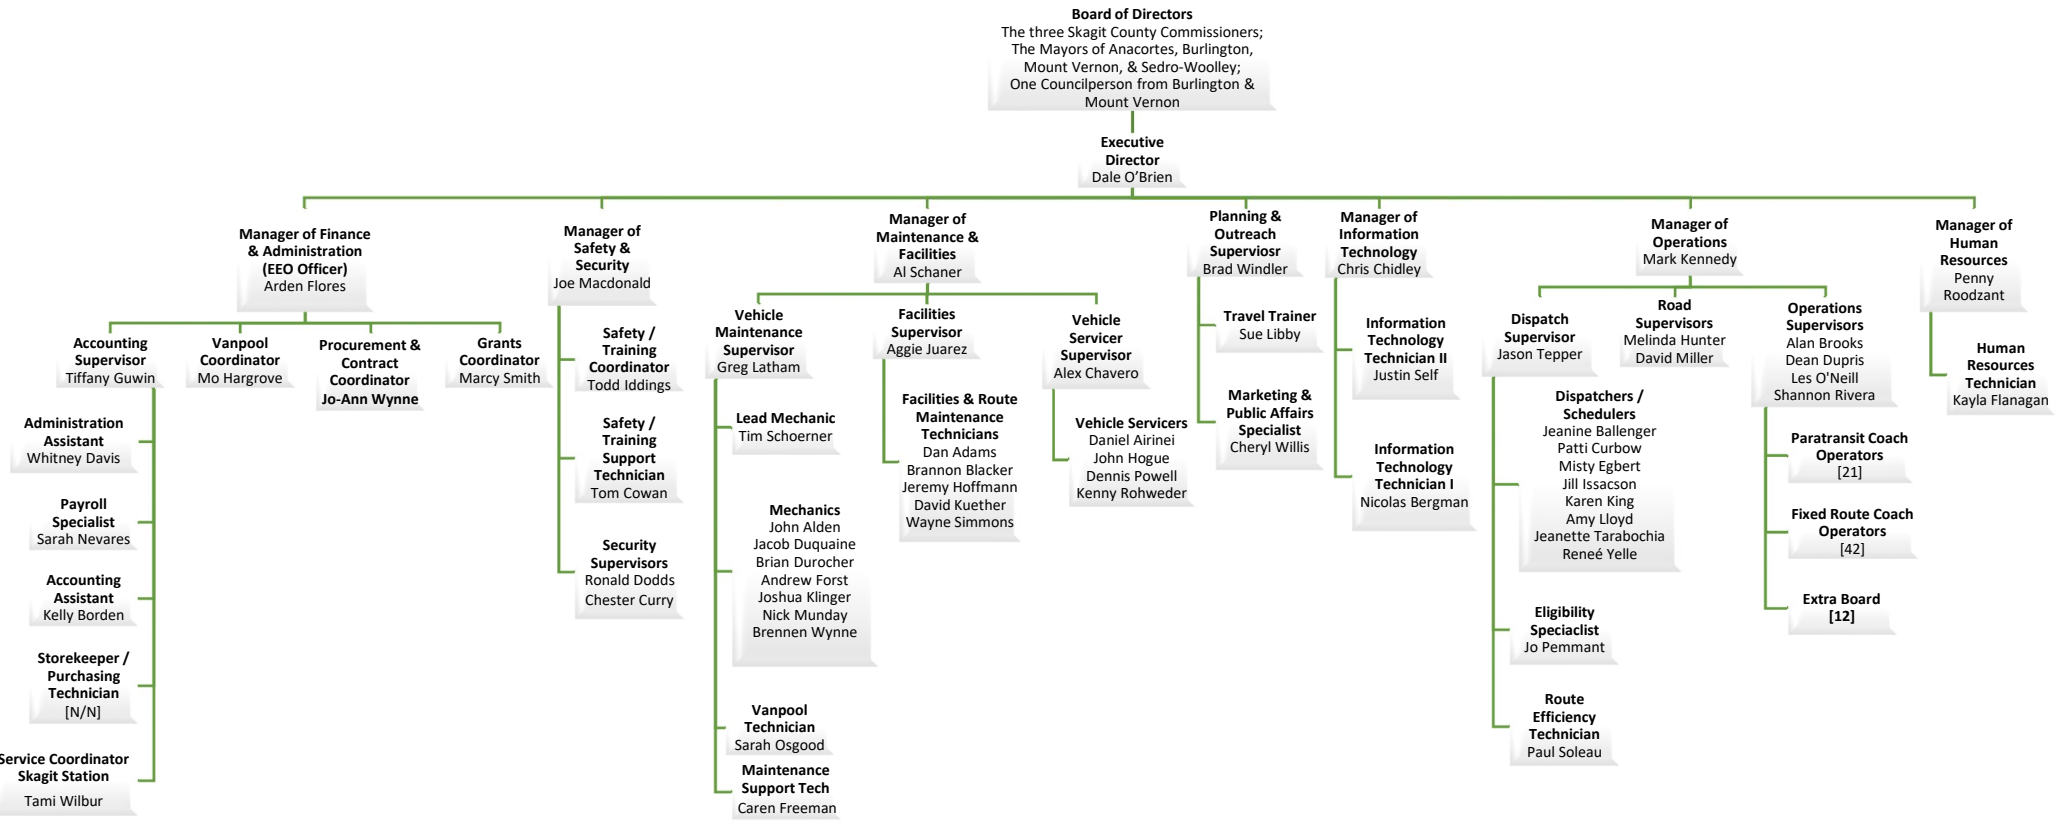 Board of Directors
The three Skagit County Commissioners;
The Mayors of Anacortes, Burlington,
Mount Vernon, & Sedro-Woolley;
One Councilperson from Burlington &
Mount Vernon
Executive
Director
Dale O’Brien
Manager of Finance
& Administration
(EEO Officer)
Arden Flores
Accounting
Supervisor
Tiffany Guwin
Administration
Assistant
Whitney Davis
Payroll
Specialist
Sarah Nevares
Accounting
Assistant
Kelly Borden
Storekeeper /
Purchasing
Technician
[N/N]
Service Coordinator
Skagit Station
Tami Wilbur
Vanpool
Coordinator
Mo Hargrove
Procurement &
Contract
Coordinator
Jo-Ann Wynne
Grants
Coordinator
Marcy Smith
Manager of
Safety &
Security
Joe Macdonald
Safety /
Training
Coordinator
Todd Iddings
Safety /
Training
Support
Technician
Tom Cowan
Security
Supervisors
Ronald Dodds
Chester Curry
Manager of
Maintenance &
Facilities
Al Schaner
Vehicle
Maintenance
Supervisor
Greg Latham
Lead Mechanic
Tim Schoerner
Mechanics
John Alden
Jacob Duquaine
Brian Durocher
Andrew Forst
Joshua Klinger
Nick Munday
Brennen Wynne
Vanpool
Technician
Sarah Osgood
Maintenance
Support Tech
Caren Freeman
Facilities
Supervisor
Aggie Juarez
Facilities & Route
Maintenance
Technicians
Dan Adams
Brannon Blacker
Jeremy Hoffmann
David Kuether
Wayne Simmons
Vehicle
Servicer
Supervisor
Alex Chavero
Vehicle Servicers
Daniel Airinei
John Hogue
Dennis Powell
Kenny Rohweder
Planning &
Outreach
Superviosr
Brad Windler
Travel Trainer
Sue Libby
Marketing &
Public Affairs
Specialist
Cheryl Willis
Manager of
Information
Technology
Chris Chidley
Information
Technology
Technician II
Justin Self
Information
Technology
Technician I
Nicolas Bergman
Manager of
Operations
Mark Kennedy
Dispatch
Supervisor
Jason Tepper
Dispatchers /
Schedulers
Jeanine Ballenger
Patti Curbow
Misty Egbert
Jill Issacson
Karen King
Amy Lloyd
Jeanette Tarabochia
Reneé Yelle
Eligibility
Speciaclist
Jo Pemmant
Route
Efficiency
Technician
Paul Soleau
Road
Supervisors
Melinda Hunter
David Miller
Operations
Supervisors
Alan Brooks
Dean Dupris
Les O'Neill
Shannon Rivera
Paratransit Coach
Operators
[21]
Fixed Route Coach
Operators
[42]
Extra Board
[12]
Manager of
Human
Resources
Penny
Roodzant
Human
Resources
Technician
Kayla Flanagan